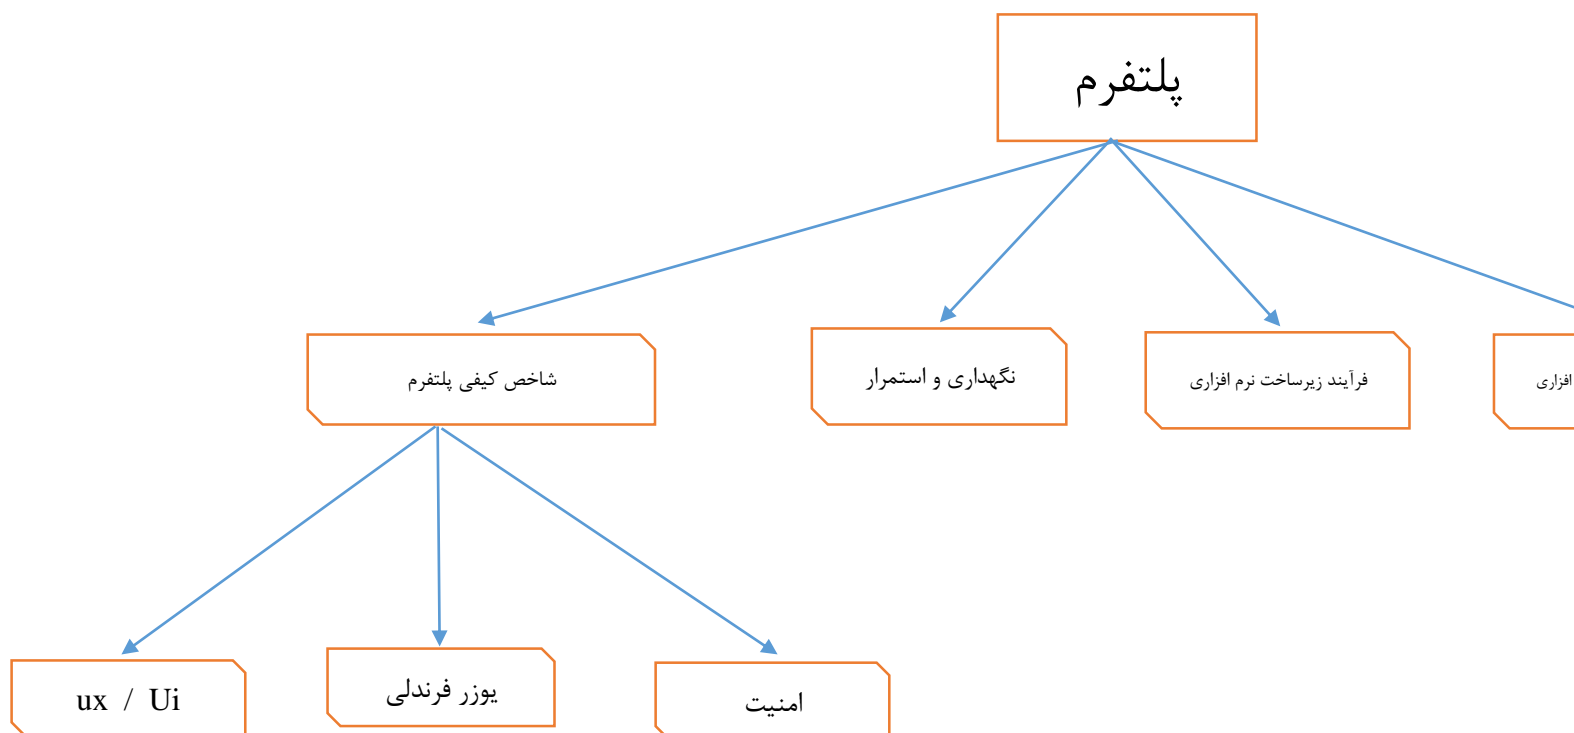 پلتفرم
افزاری
فرآیند زیرساخت نرم افزاری
نگهداری و استمرار
شاخص کیفی پلتفرم
امنیت
یوزر فرندلی
ux / Ui